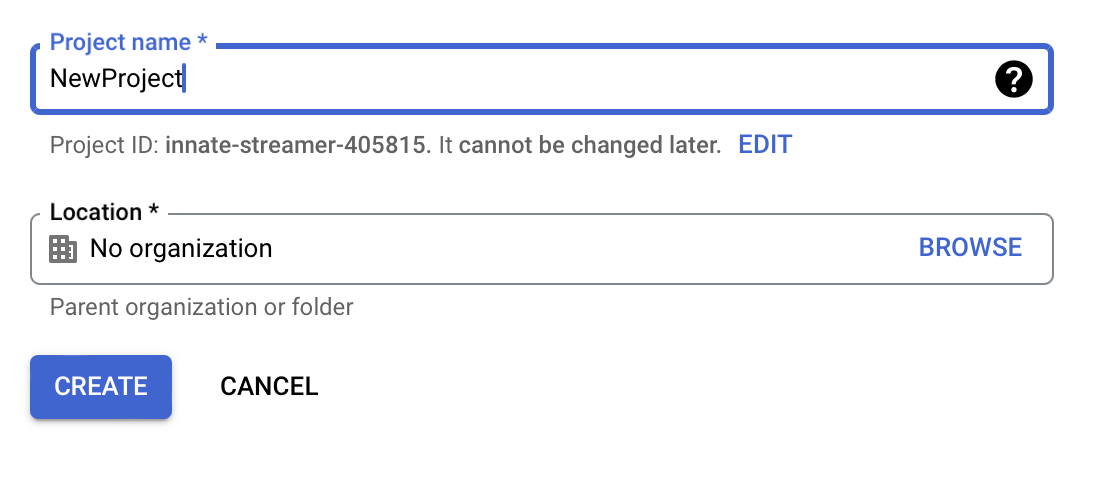 Project name *
NewProject
Project ID: innate-streamer-405815. It cannot be changed later. EDIT
Location *
No organization BROWSE
Parent organization or folder
CREATE CANCEL